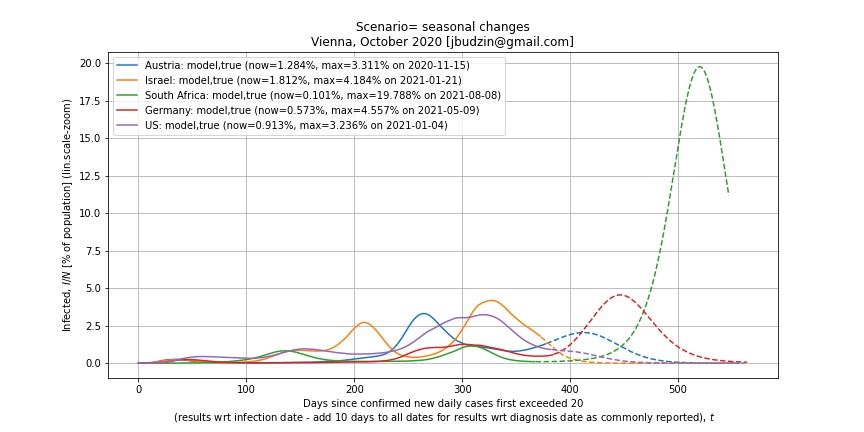 Scenario= seasonal changes
Vienna, October 2020 [jbudzin@gmail.com]
Infected, I/N [% of population] (lin.scale-zoom)
20.0
17.5
15.0
12.5
10.0
7.5
5.0
2.5
0.0
Austria: model,true (now=1.284%, max=3.311% on 2020-11-15)
Israel: model,true (now=1.812%, max=4.184% on 2021-01-21)
South Africa: model,true (now=0.101%, max=19.788% on 2021-08-08)
Germany: model,true (now=0.573%, max=4.557% on 2021-05-09)
US: model,true (now=0.913%, max=3.236% on 2021-01-04)
0 100 200 300 400 500
Days since confirmed new daily cases first exceeded 20
(results wrt infection date - add 10 days to all dates for results wrt diagnosis date as commonly reported), t